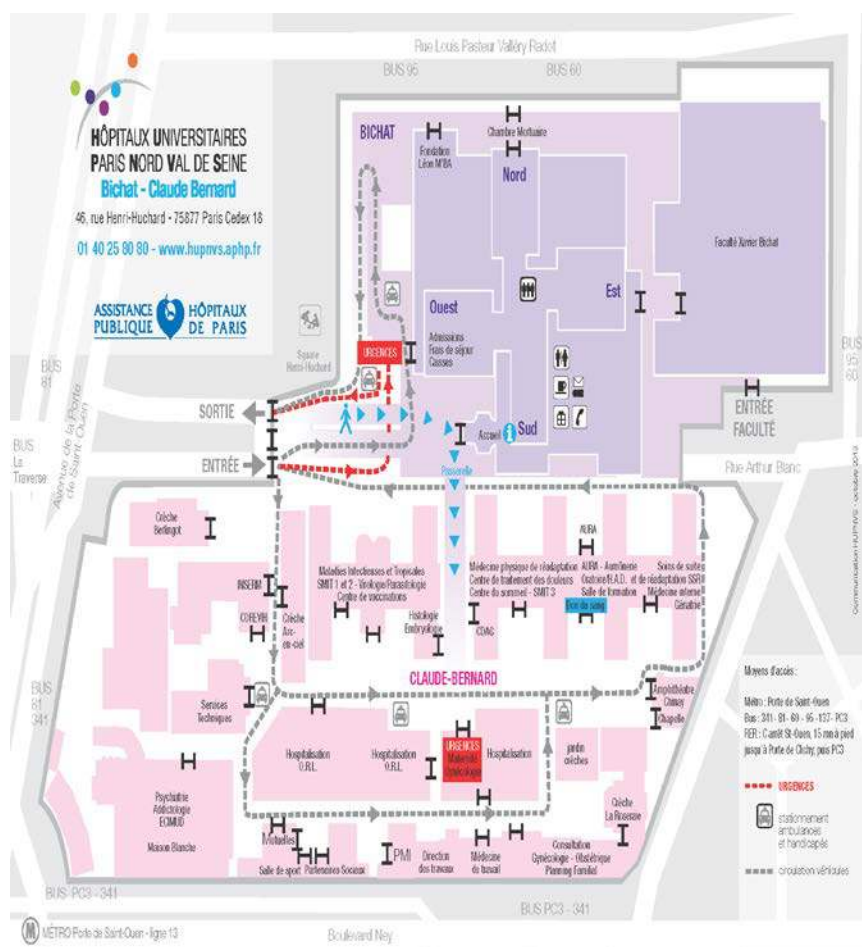 Rue Louis Pasteur Valléry Radot
BUS 95
BUS 60
HÔPITAUX UNIVERSITAIRES
PARIS NORD VAL DE SEINE
Bichat - Claude Bernard
46, rue Henri-Huchard - 75877 Paris Cedex 18
01 40 25 80 80 - www.hupnvs.aphp.fr
ASSISTANCE HÔPITAUX
PUBLIQUE DE PARIS
BICHAT
Fondation
Léon M'BA
Chambre Mortuaire
Nord
Faculté Xavier Bichat
Est
Ouest
Admissions
Frais de séjour
Caisses
URGENCES
Square
Henri-Huchard
BUS
81
SORTIE
ENTRÉE
BUS
La
Traverse
Avenue de la Porte
de Saint-Ouen
Accueil
i
Sud
Passerelle
ENTRÉE
FACULTÉ
BUS
95
60
Rue Arthur Blanc
Communication HUPNVS - octobre 2013
Crèche
Berlingot
INSERM
COREVIH
Crèche
Arc-
en-ciel
Maladies Infectieuses et Tropicales
SMIT 1 et 2 - Virologie/Parasitologie
Centre de vaccinations
Histologie
Embryologie
Médecine physique de réadaptation
Centre de traitement des douleurs
Centre du sommeil - SMIT 3
CDAG
AURA
AURA - Aumônerie
Oratoire/H.A.D.
Salle de formation
Don du sang
Soins de suites
et de réadaptation SSR
Médecine interne
Gériatrie
CLAUDE-BERNARD
BUS
81
341
Services
Techniques
Amphithéâtre
Chinay
Chapelle
Hospitalisation
O.R.L.
Hospitalisation
O.R.L.
URGENCES
Maternité
Gynécologie
Hospitalisation
jardin
crèches
Psychiatrie
Addictologie
ECIMUD
Maison Blanche
Mutuelles
Salle de sport
Partenaires Sociaux
PMI
Direction
des travaux
Médecine
de travail
Consultation
Gynécologie - Obstétrique
Planning Familial
Crèche
Moyens d'accès :
Métro : Porte de Saint-Ouen
Bus : 341 - 81 - 60 - 95 -137- PC3
RER : C arrêt St-Ouen, 15 mn à pied
jusqu'à Porte de Clichy, puis PC3
URGENCES
stationnement
ambulances
et handicapés
circulation véhicules
BUS PC3 - 341
BUS PC3 - 341
M MÉTRO Porte de Saint-Ouen - ligne 13
Boulevard Ney